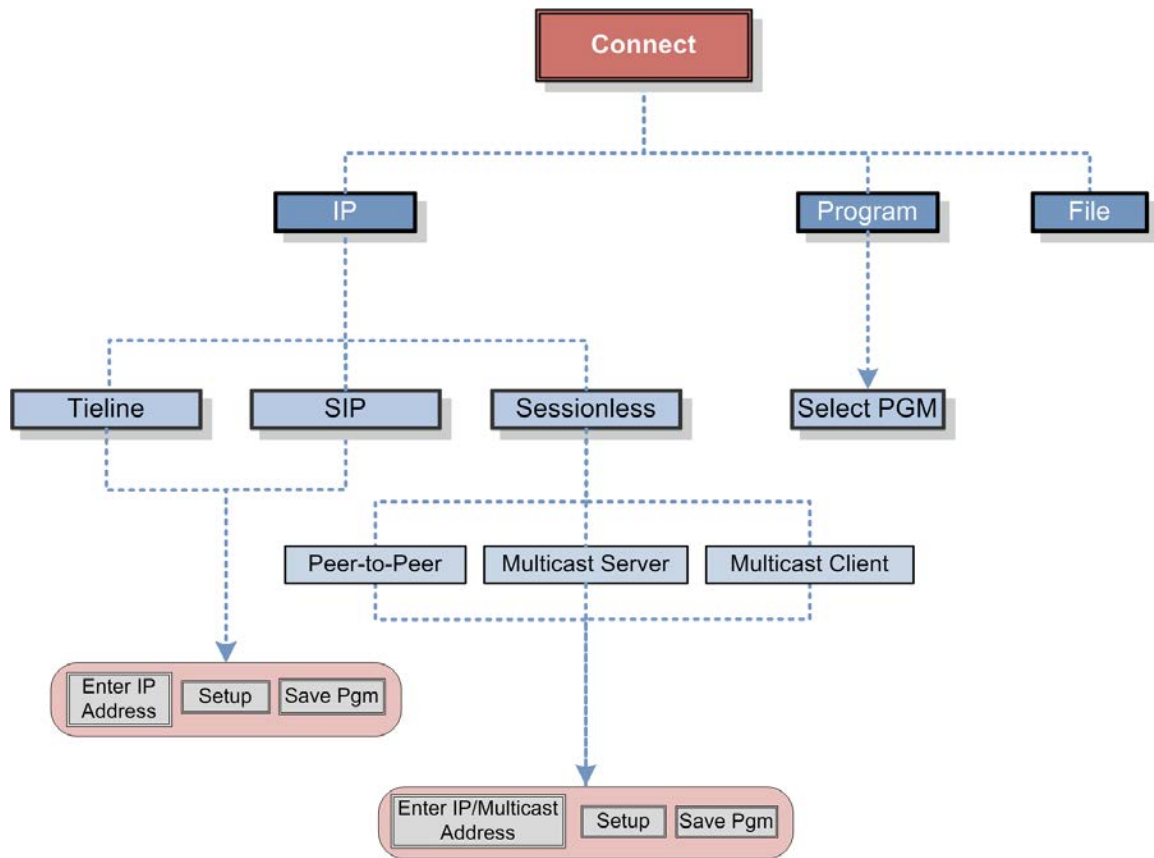 Connect
IP
Program
File
Tieline
SIP
Sessionless
Select PGM
Peer-to-Peer
Multicast Server
Multicast Client
Enter IP
Address
Setup
Save Pgm
Enter IP/Multicast
Address
Setup
Save Pgm